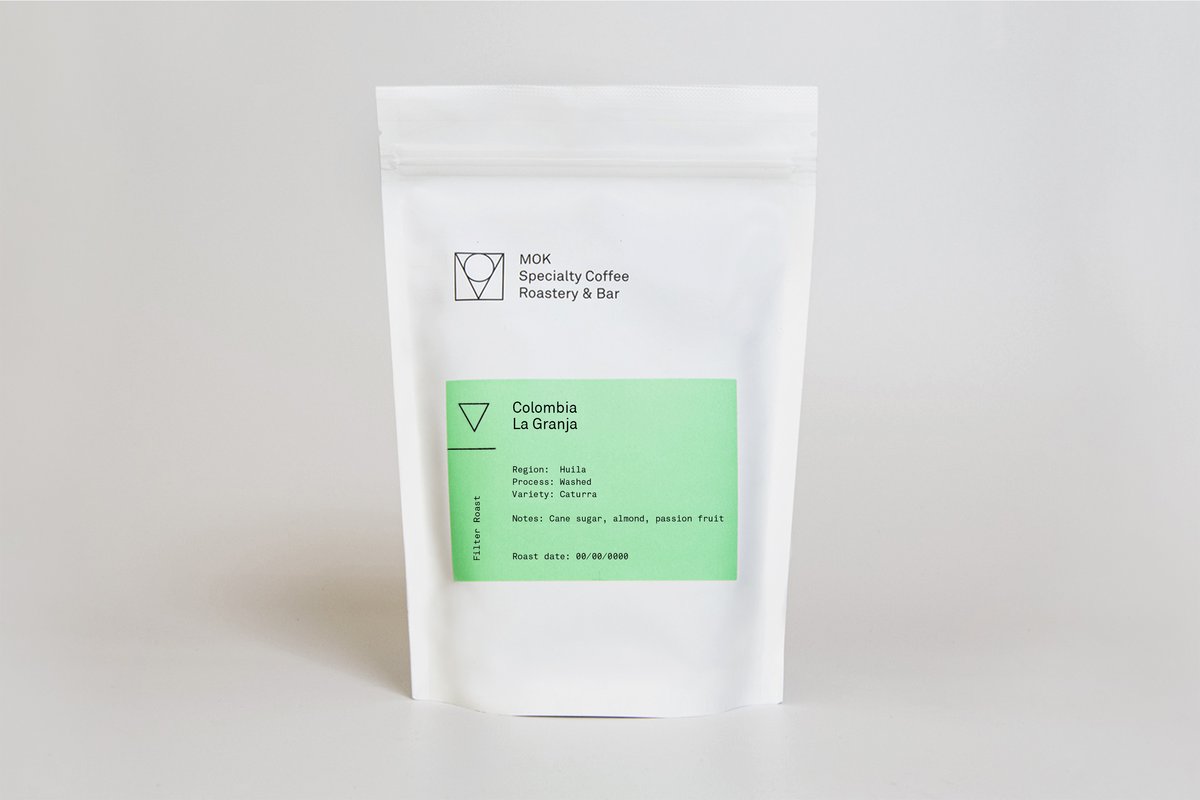 MOK
Specialty Coffee
Roastery & Bar
Colombia
La Granja
Region:  Huila
Process: Washed
Variety: Caturra
Notes: Cane sugar, almond, passion fruit
Roast date: 00/00/0000
Filter Roast